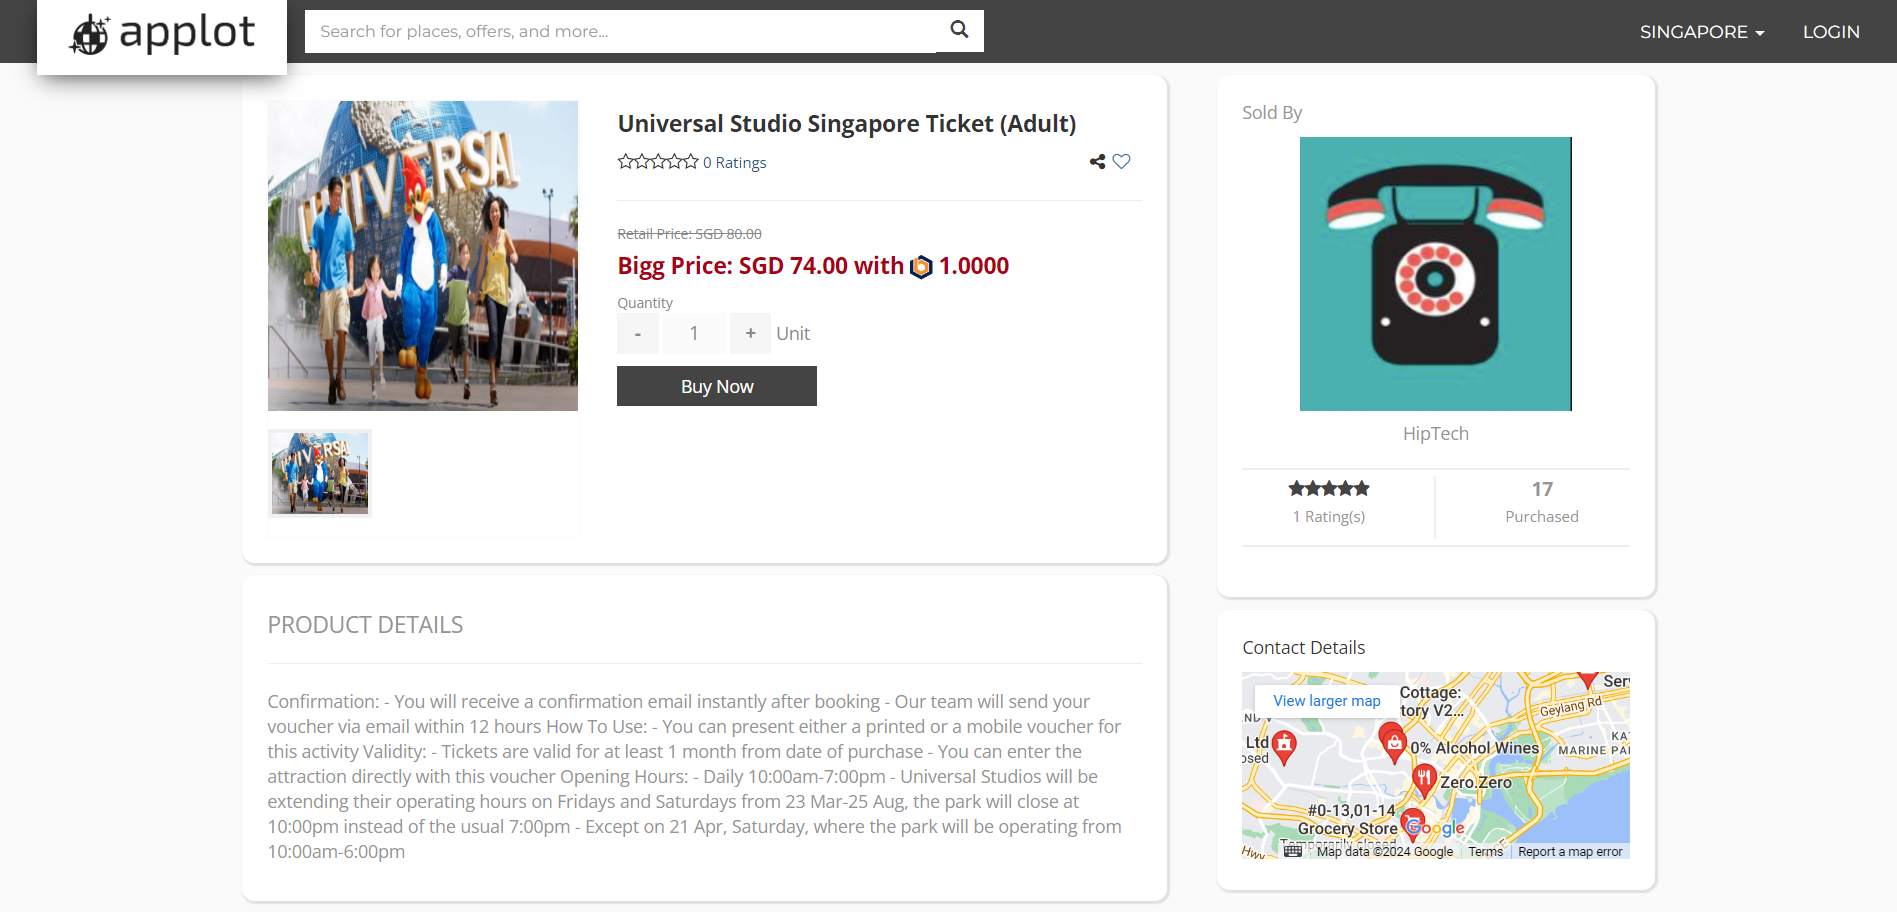 applot
Search for places, offers, and more...
SINGAPORE
LOGIN
UNIVERSAL
Universal Studio Singapore Ticket (Adult)
0 Ratings
Retail Price: SGD 80.00
Bigg Price: SGD 74.00 with 1.0000
Quantity
- 1 + Unit
Buy Now
PRODUCT DETAILS
Confirmation: - You will receive a confirmation email instantly after booking - Our team will send your
voucher via email within 12 hours How To Use: - You can present either a printed or a mobile voucher for
this activity Validity: - Tickets are valid for at least 1 month from date of purchase - You can enter the
attraction directly with this voucher Opening Hours: - Daily 10:00am-7:00pm - Universal Studios will be
extending their operating hours on Fridays and Saturdays from 23 Mar-25 Aug, the park will close at
10:00pm instead of the usual 7:00pm - Except on 21 Apr, Saturday, where the park will be operating from
10:00am-6:00pm
Sold By
HipTech
1 Rating(s)
17
Purchased
Contact Details
View larger map
Cottage:
tory V2...
Ser
Geylang Rd
Ltd
osed
0% Alcohol Wines
KA
MARINE PA
Zero.Zero
#0-13,01-14
Grocery Store
Google
Temporarily closed
Hwy
Map data ©2024 Google
Terms
Report a map error